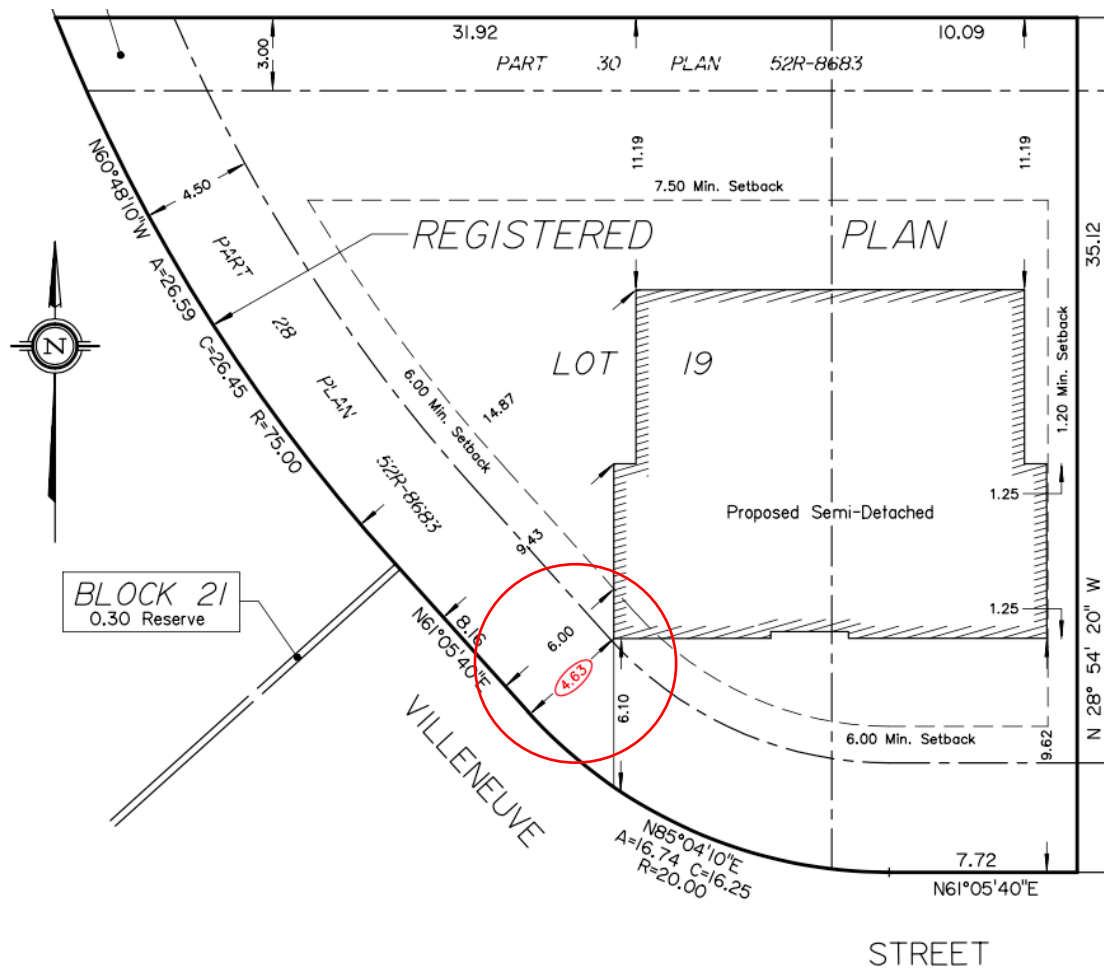 31.92
10.09
3.00
PART 30 PLAN 52R-8683
11.19
11.19
7.50 Min. Setback
N60°48'10"W
A=26.59 C=26.45 R=75.00
4.50
REGISTERED PLAN
35.12
PART 28 PLAN 52R-8683
N
LOT 19
6.00 Min. Setback
14.87
1.20 Min. Setback
1.25
Proposed Semi-Detached
9.43
BLOCK 21
0.30 Reserve
8.16
N61°05'40"E
6.00
4.63
1.25
N 28° 54' 20" W
6.10
VILLENEUVE
6.00 Min. Setback
9.62
N85°04'10"E
A=16.74 C=16.25
R=20.00
7.72
N61°05'40"E
STREET